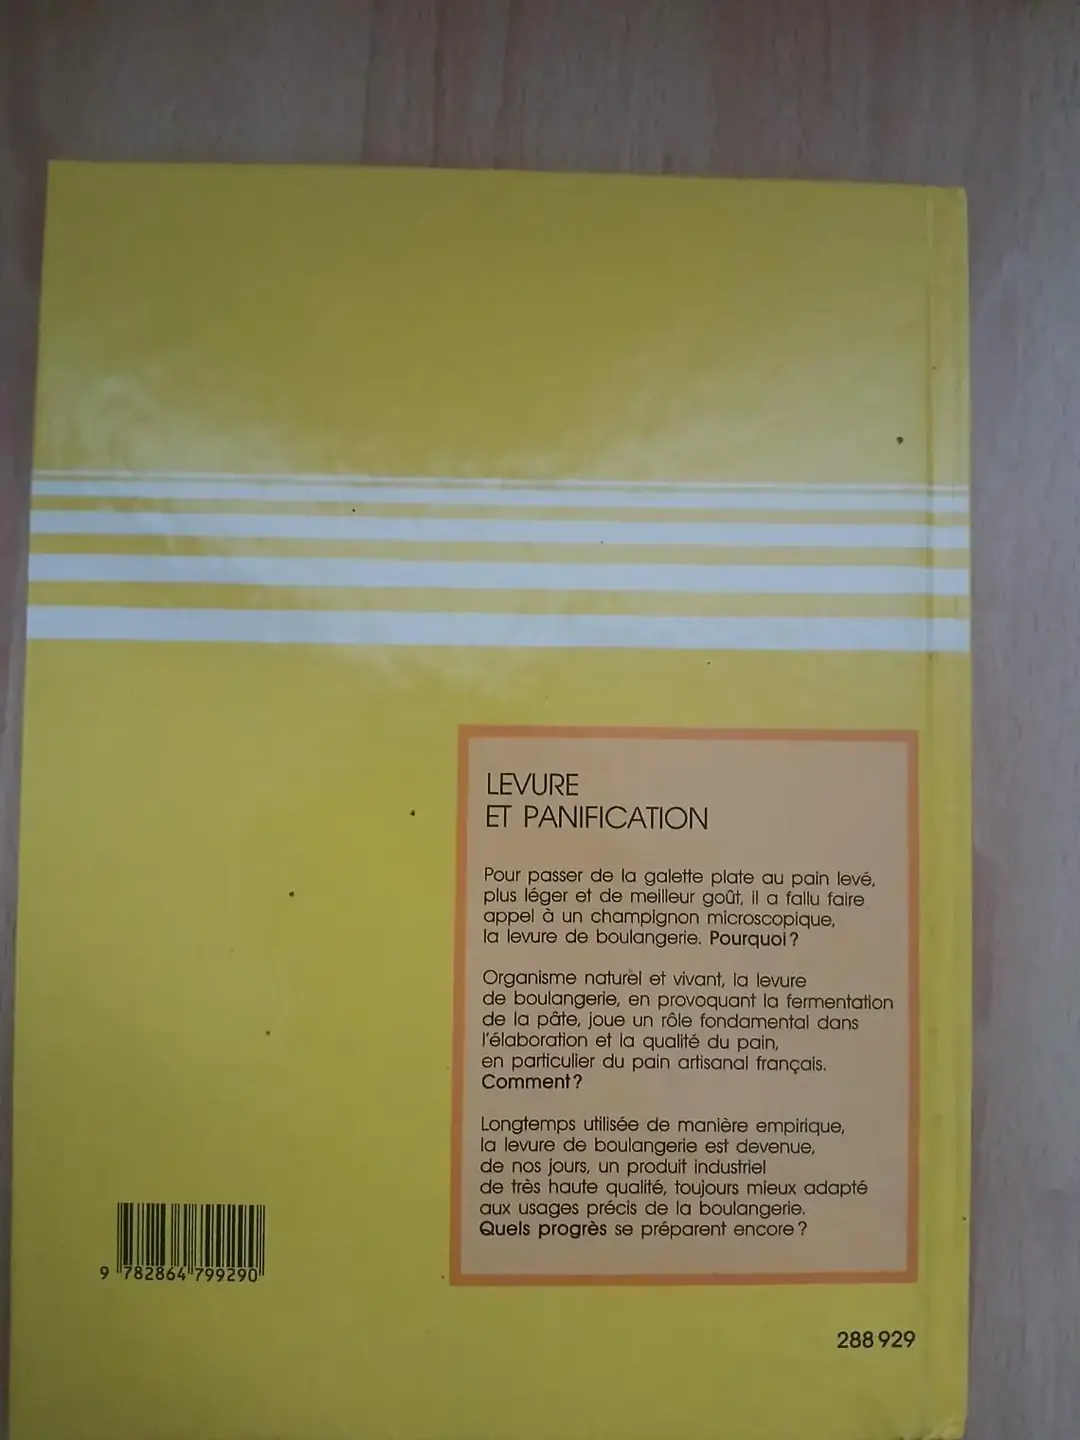 LEVURE
ET PANIFICATION
Pour passer de la galette plate au pain levé,
plus léger et de meilleur goût, il a fallu faire
appel à un champignon microscopique,
la levure de boulangerie. Pourquoi?
Organisme naturel et vivant, la levure
de boulangerie, en provoquant la fermentation
de la pâte, joue un rôle fondamental dans
l'élaboration et la qualité du pain,
en particulier du pain artisanal français.
Comment?
Longtemps utilisée de manière empirique,
la levure de boulangerie est devenue,
de nos jours, un produit industriel
de très haute qualité, toujours mieux adapté
aux usages précis de la boulangerie.
Quels progrès se préparent encore?
9 782864 799290
288 929